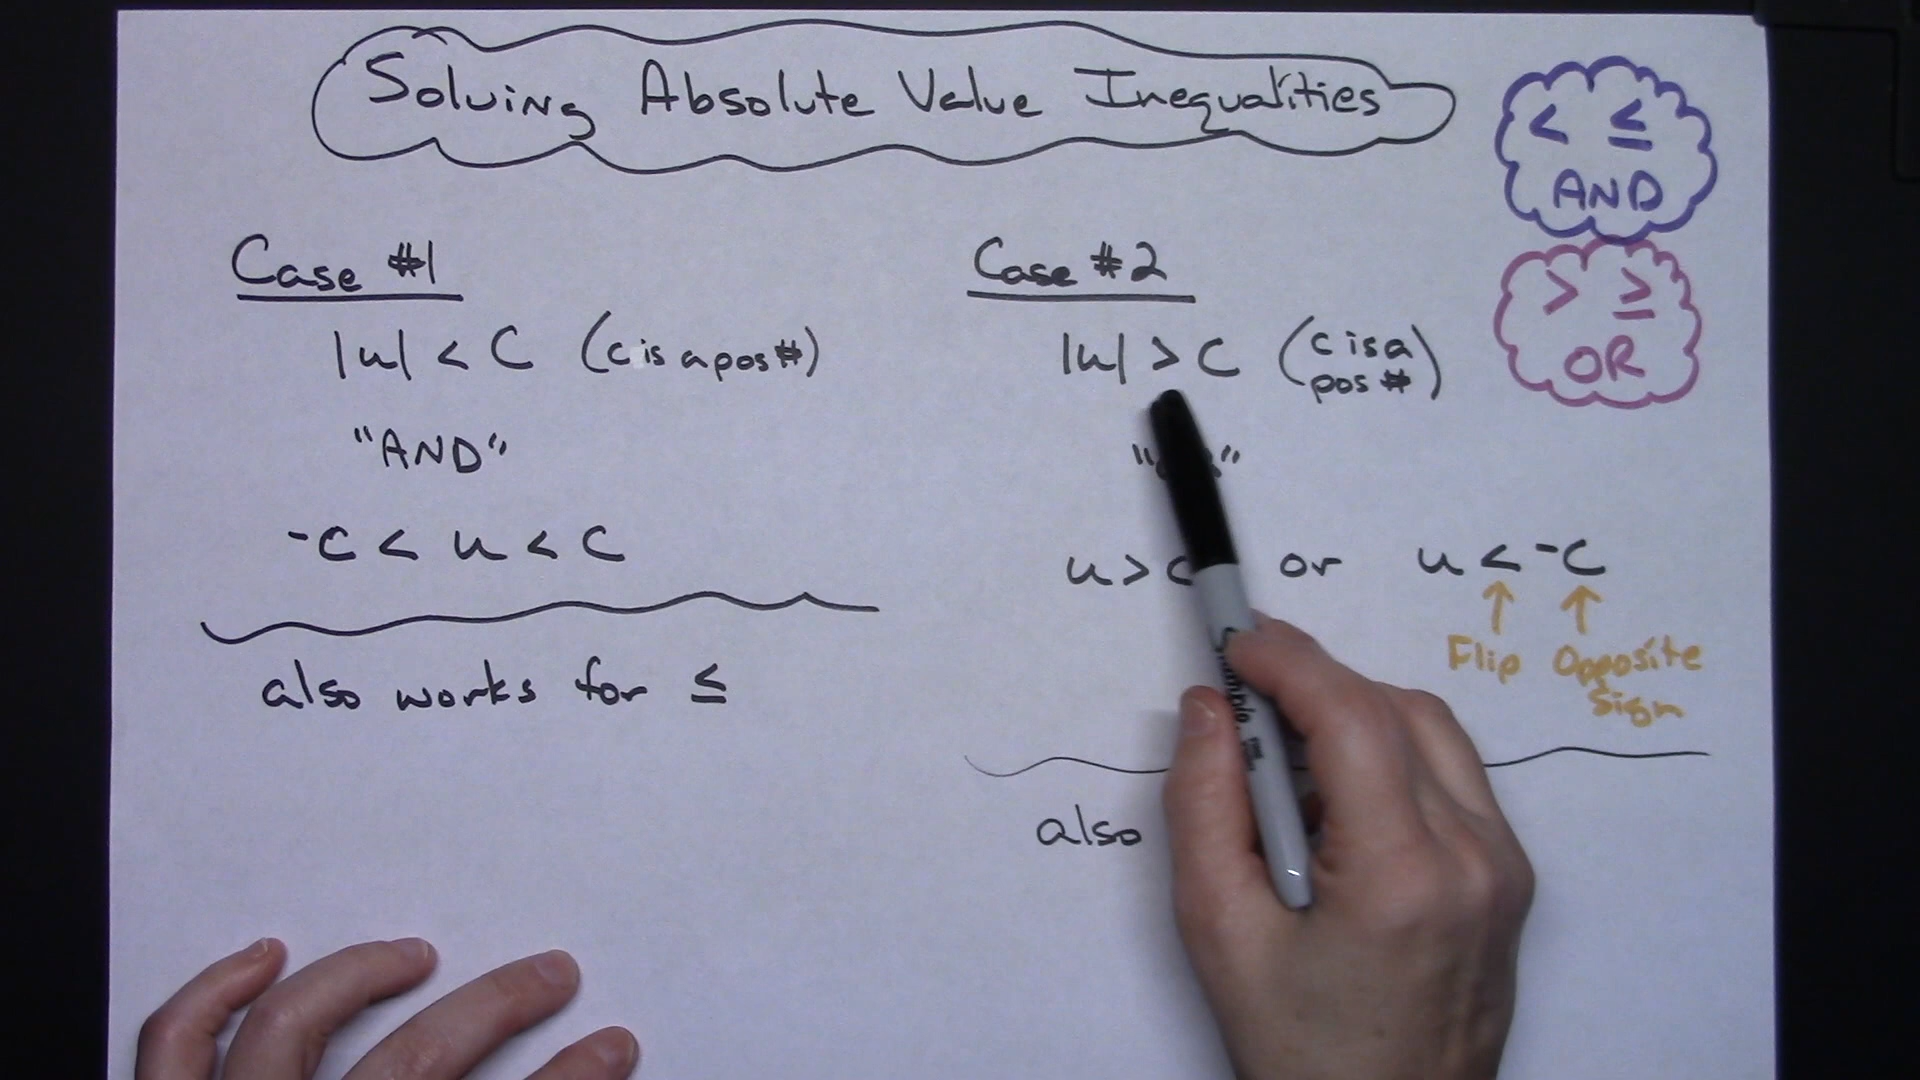 Solving Absolute Value Inequalities
< ≤
AND
> ≥
OR
Case #1
|u| < C (c is a pos #)
"AND"
-c < u < c
also works for ≤
Case #2
|u| > C (c is a
pos #)
u > c or u < -c
Flip Opposite
Sign
also